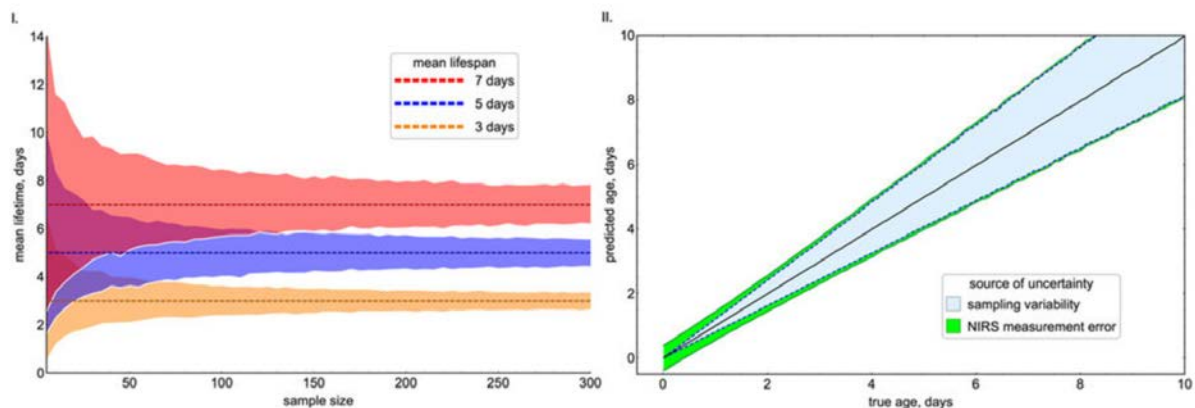 I.
14
12
10
8
6
4
2
0
mean lifetime, days
mean lifespan
7 days
5 days
3 days
50 100 150 200 250 300
sample size
II.
10
8
6
4
2
0
predicted age, days
source of uncertainty
sampling variability
NIRS measurement error
0 2 4 6 8 10
true age, days